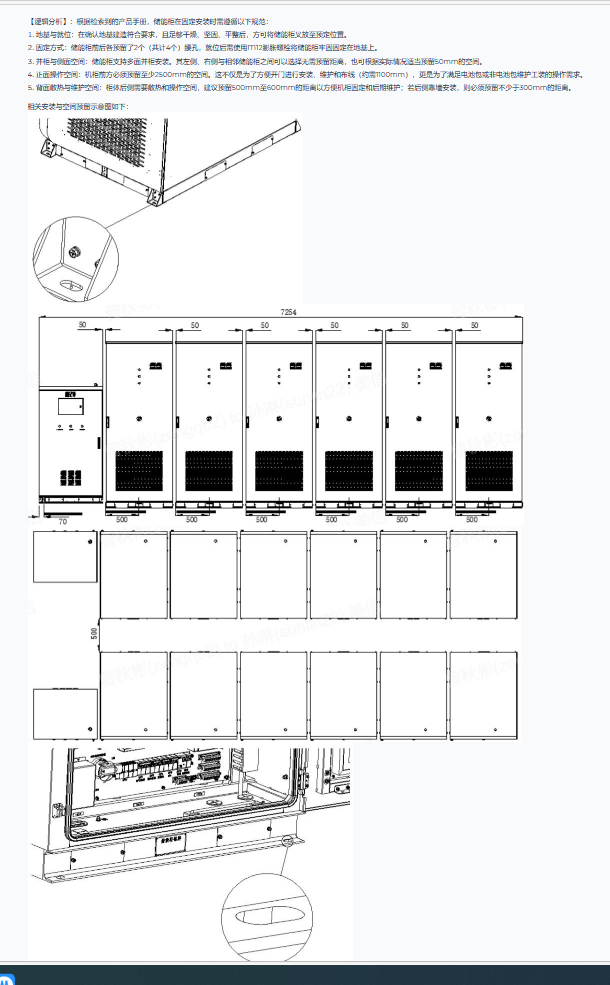 【逻辑分析】：根据检索到的产品手册，储能柜在固定安装时需遵循以下规范：
1. 地基与就位：在确认地基建造符合要求，且足够干燥、坚固、平整后，方可将储能柜叉放至预定位置。
2. 固定方式：储能柜前后各预留了2个（共计4个）腰孔，就位后需使用M12膨胀螺栓将储能柜牢固固定在地基上。
3. 并柜与侧面空间：储能柜支持多面并柜安装。其左侧、右侧与相邻储能柜之间可以选择无需预留距离，也可根据实际情况适当预留50mm的空间。
4. 正面操作空间：机柜前方必须预留至少2500mm的空间。这不仅是为了方便开门进行安装、维护和布线（约需1100mm），更是为了满足电池包或非电池包维护工装的操作需求。
5. 背面散热与维护空间：柜体后侧需要散热和操作空间，建议预留500mm至600mm的距离以方便机柜固定和后期维护；若后侧靠墙安装，则必须预留不少于300mm的距离。
相关安装与空间预留示意图如下：
7254
50 50 50 50 50 50
70 500 500 500 500 500 500
500